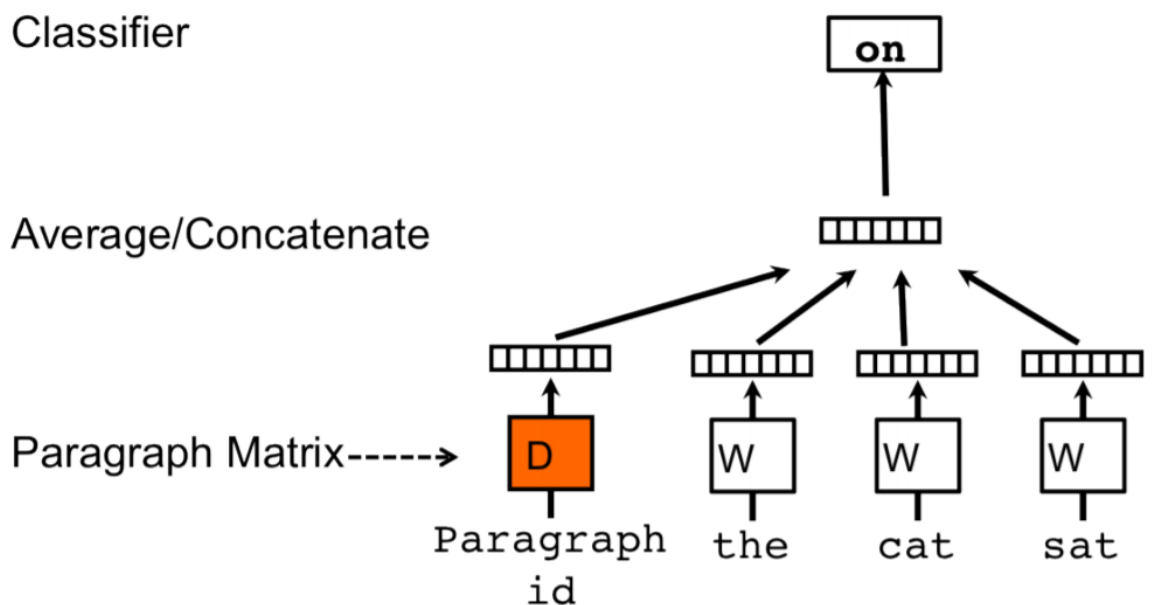 Classifier
on
Average/Concatenate
Paragraph Matrix
D
W
W
W
Paragraph
id
the
cat
sat